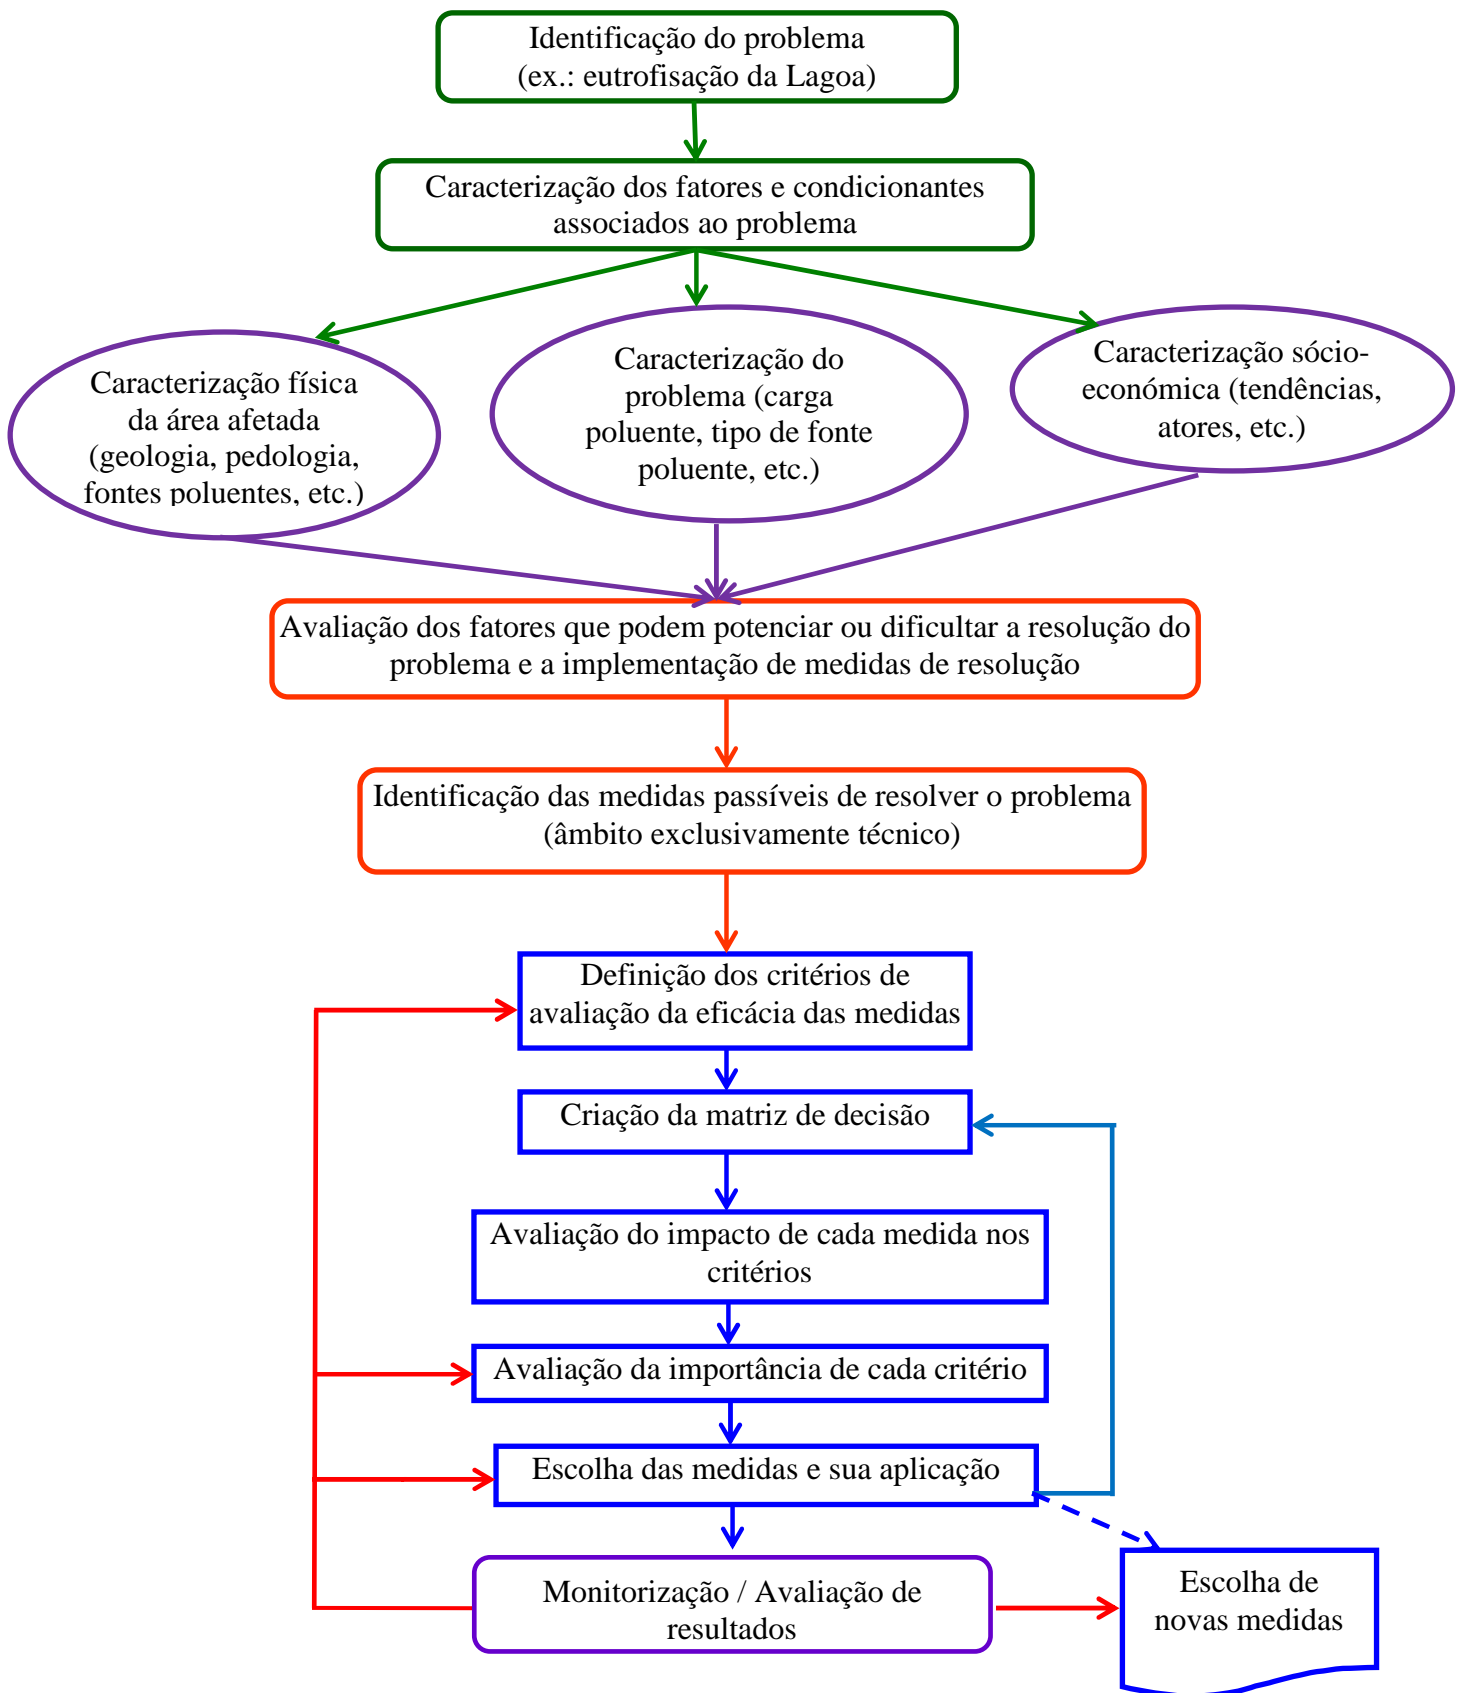 Identificação do problema
(ex.: eutrofisação da Lagoa)
Caracterização dos fatores e condicionantes
associados ao problema
Caracterização física
da área afetada
(geologia, pedologia,
fontes poluentes, etc.)
Caracterização do
problema (carga
poluente, tipo de fonte
poluente, etc.)
Caracterização sócio-
económica (tendências,
atores, etc.)
Avaliação dos fatores que podem potenciar ou dificultar a resolução do
problema e a implementação de medidas de resolução
Identificação das medidas passíveis de resolver o problema
(âmbito exclusivamente técnico)
Definição dos critérios de
avaliação da eficácia das medidas
Criação da matriz de decisão
Avaliação do impacto de cada medida nos
critérios
Avaliação da importância de cada critério
Escolha das medidas e sua aplicação
Monitorização / Avaliação de
resultados
Escolha de
novas medidas